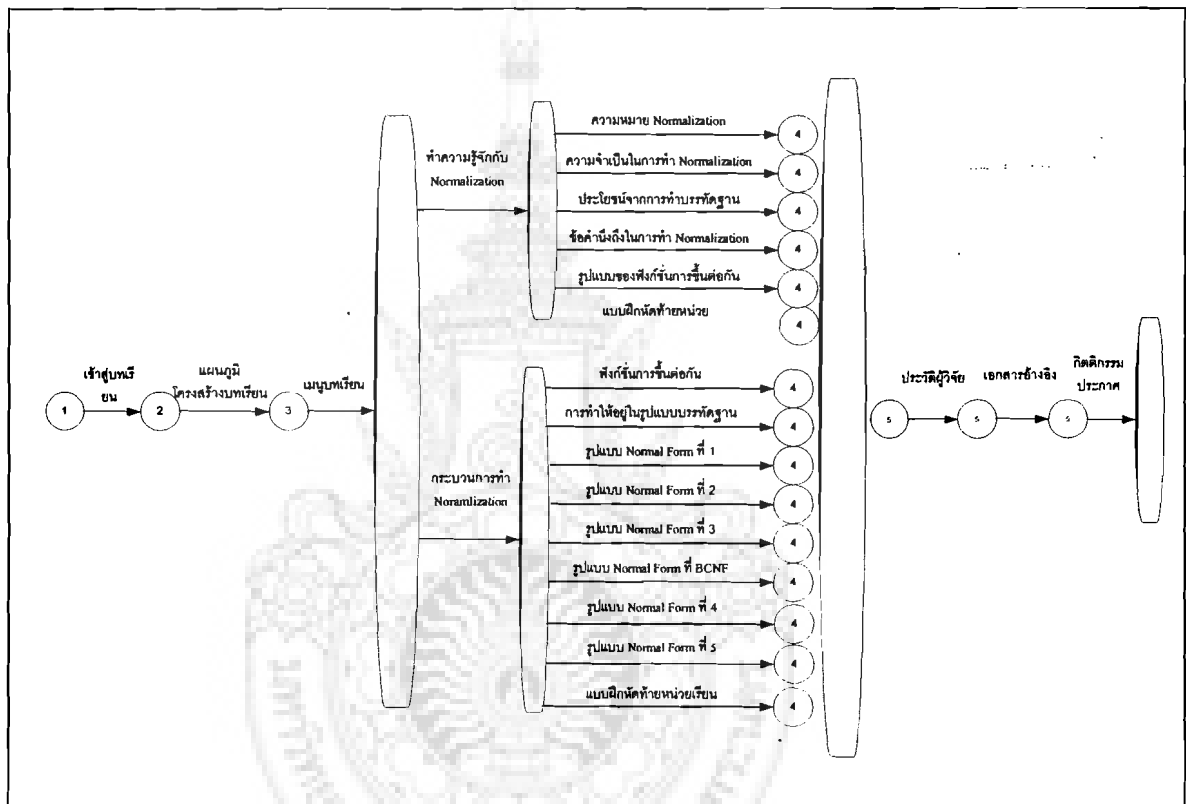 เข้าสู่บทเรี
ยน
แผนภูมิ
โครงสร้างบทเรียน
เมนูบทเรียน
1
2
3
ทำความรู้จักกับ
Normalization
ความหมาย Normalization
4
ความจำเป็นในการทำ Normalization
4
ประโยชน์จากการทำบรรทัดฐาน
4
ข้อคำนึงถึงในการทำ Normalization
4
รูปแบบของฟังก์ชั่นการขึ้นต่อกัน
4
แบบฝึกหัดท้ายหน่วย
4
กระบวนการทำ
Noramlization
ฟังก์ชั่นการขึ้นต่อกัน
4
การทำให้อยู่ในรูปแบบบรรทัดฐาน
4
รูปแบบ Normal Form ที่ 1
4
รูปแบบ Normal Form ที่ 2
4
รูปแบบ Normal Form ที่ 3
4
รูปแบบ Normal Form ที่ BCNF
4
รูปแบบ Normal Form ที่ 4
4
รูปแบบ Normal Form ที่ 5
4
แบบฝึกหัดท้ายหน่วยเรียน
4
ประวัติผู้วิจัย
เอกสารอ้างอิง
กิตติกรรม
ประกาศ
5
5
5